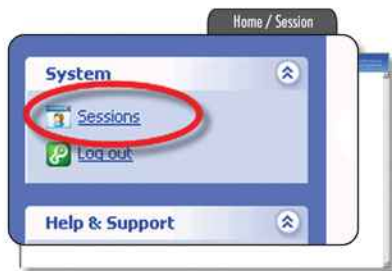 Home / Session
System
Sessions
Log out
Help & Support